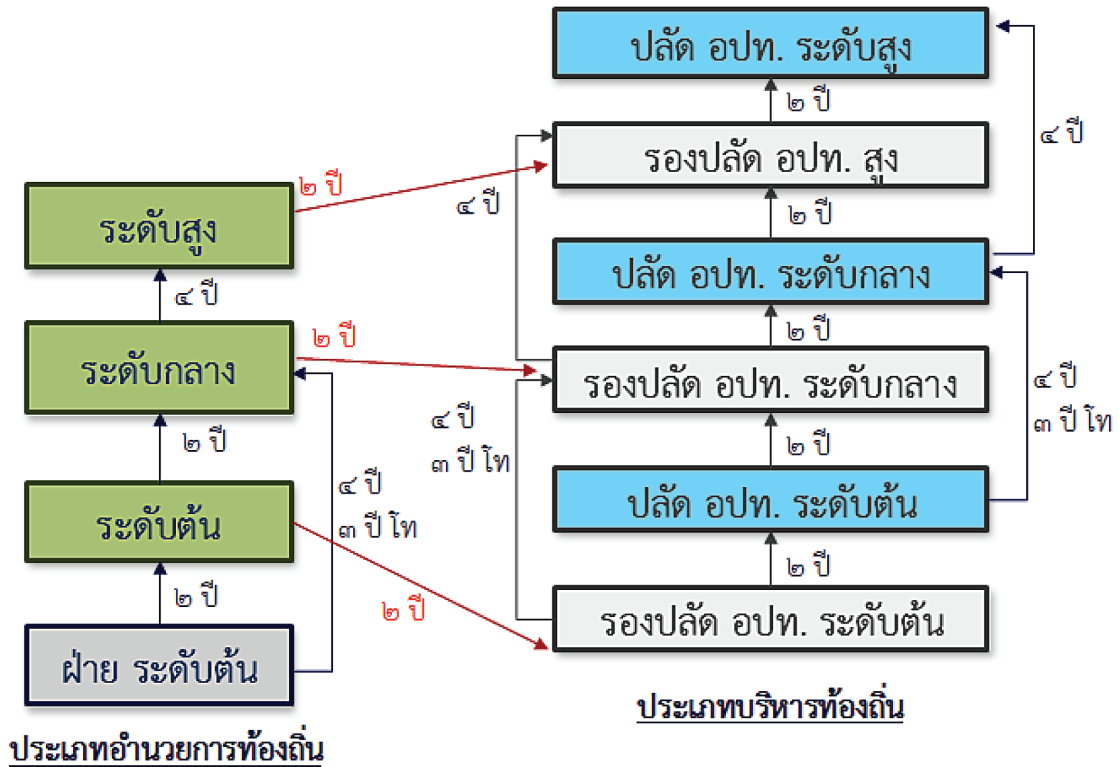 ปลัด อปท. ระดับสูง
๒ ปี
๔ ปี
รองปลัด อปท. สูง
๒ ปี
๔ ปี
ระดับสูง
๒ ปี
ปลัด อปท. ระดับกลาง
๔ ปี
๒ ปี
๒ ปี
ระดับกลาง
รองปลัด อปท. ระดับกลาง
๔ ปี
๓ ปี โท
๔ ปี
๓ ปี โท
๒ ปี
๒ ปี
ระดับต้น
๔ ปี
๓ ปี โท
ปลัด อปท. ระดับต้น
๒ ปี
๒ ปี
๒ ปี
ฝ่าย ระดับต้น
รองปลัด อปท. ระดับต้น
ประเภทบริหารท้องถิ่น
ประเภทอำนวยการท้องถิ่น